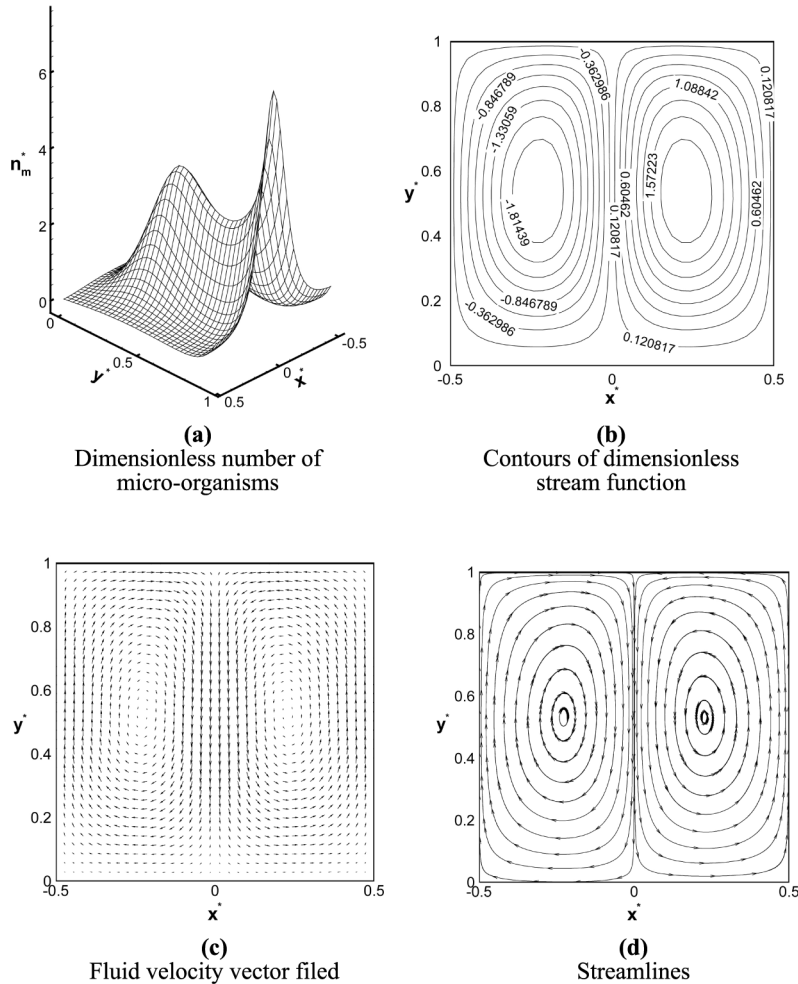 6
4
n*m
2
0
0
0.5
y*
1
0.5
0
x*
-0.5
(a)
Dimensionless number of
micro-organisms
1
0.8
0.6
y*
0.4
0.2
0
-0.5
0
0.5
x*
-0.362986
-0.846789
-1.33059
-1.81439
-0.846789
-0.362986
0.120817
1.08842
1.57223
0.60462
0.120817
0.60462
0.120817
(b)
Contours of dimensionless
stream function
1
0.8
0.6
y*
0.4
0.2
0
-0.5
0
0.5
x*
(c)
Fluid velocity vector filed
1
0.8
0.6
y*
0.4
0.2
0
-0.5
0
0.5
x*
(d)
Streamlines